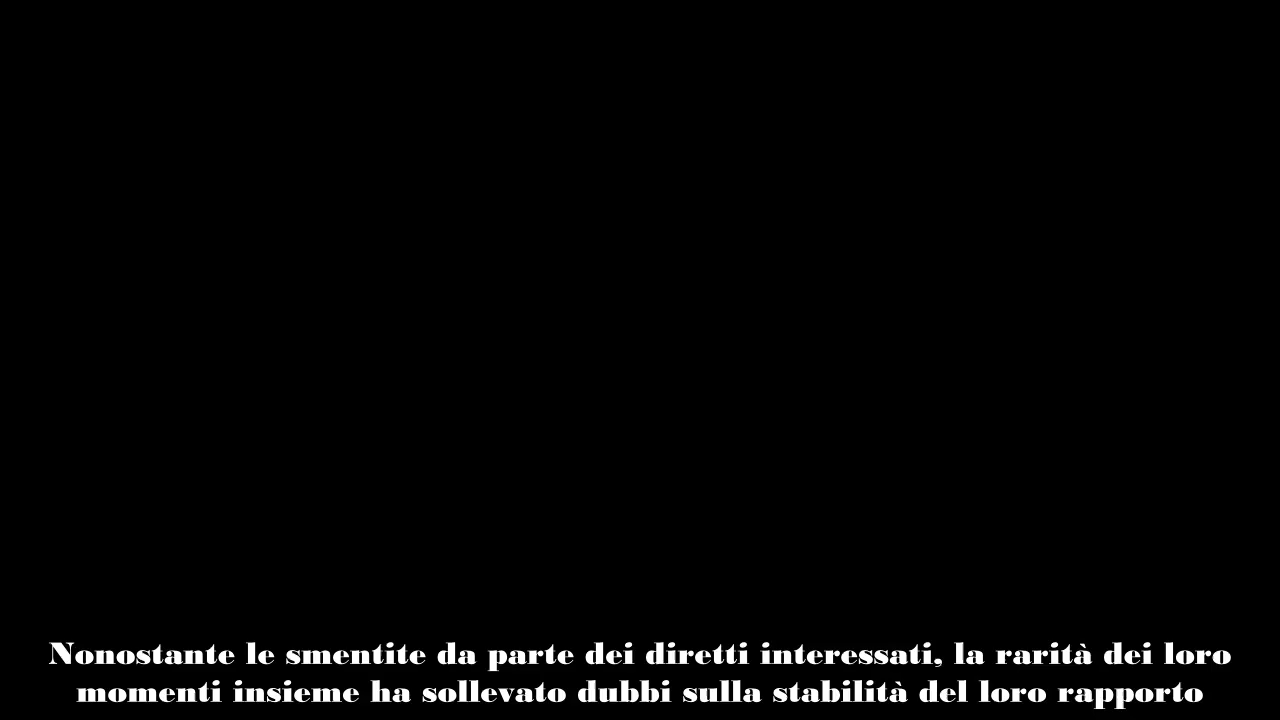 Nonostante le smentite da parte dei diretti interessati, la rarità dei loro
momenti insieme ha sollevato dubbi sulla stabilità del loro rapporto